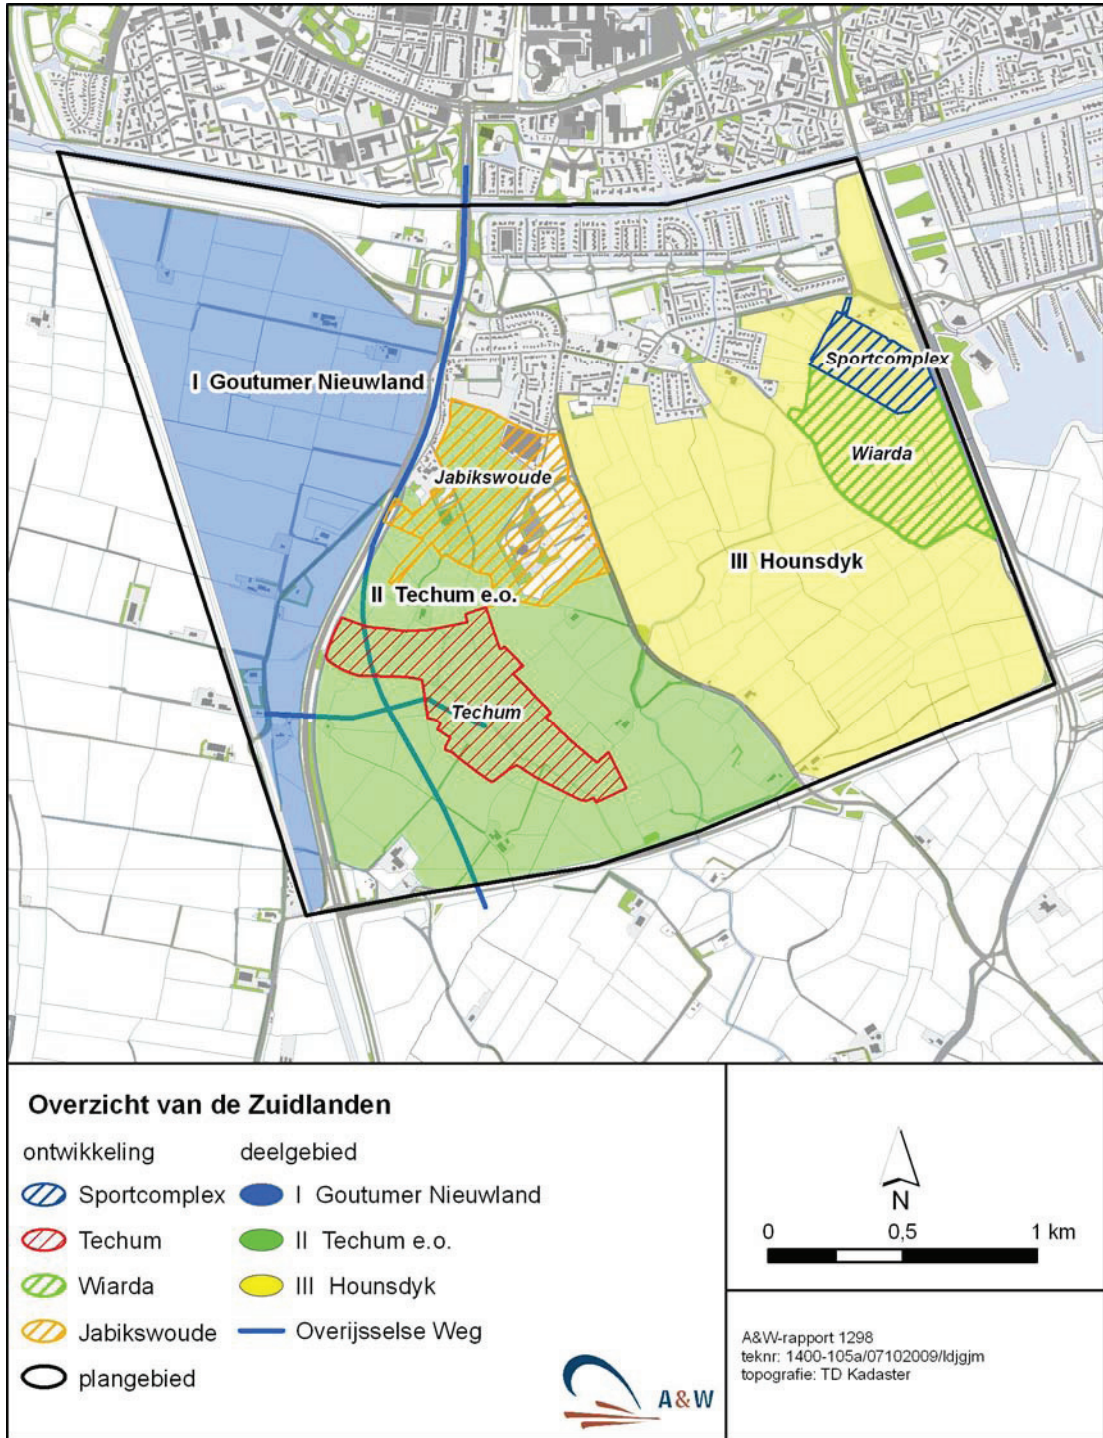 I Goutumer Nieuwland
Sportcomplex
Wiarda
Jabikswoude
III Hounsdyk
II Techum e.o.
Techum
Overzicht van de Zuidlanden
ontwikkeling
deelgebied
Sportcomplex
I Goutumer Nieuwland
Techum
II Techum e.o.
Wiarda
III Hounsdyk
Jabikswoude
Overijsselse Weg
plangebied
A&W
N
0 0,5 1 km
A&W-rapport 1298
teknr: 1400-105a/07102009/ldjgjm
topografie: TD Kadaster